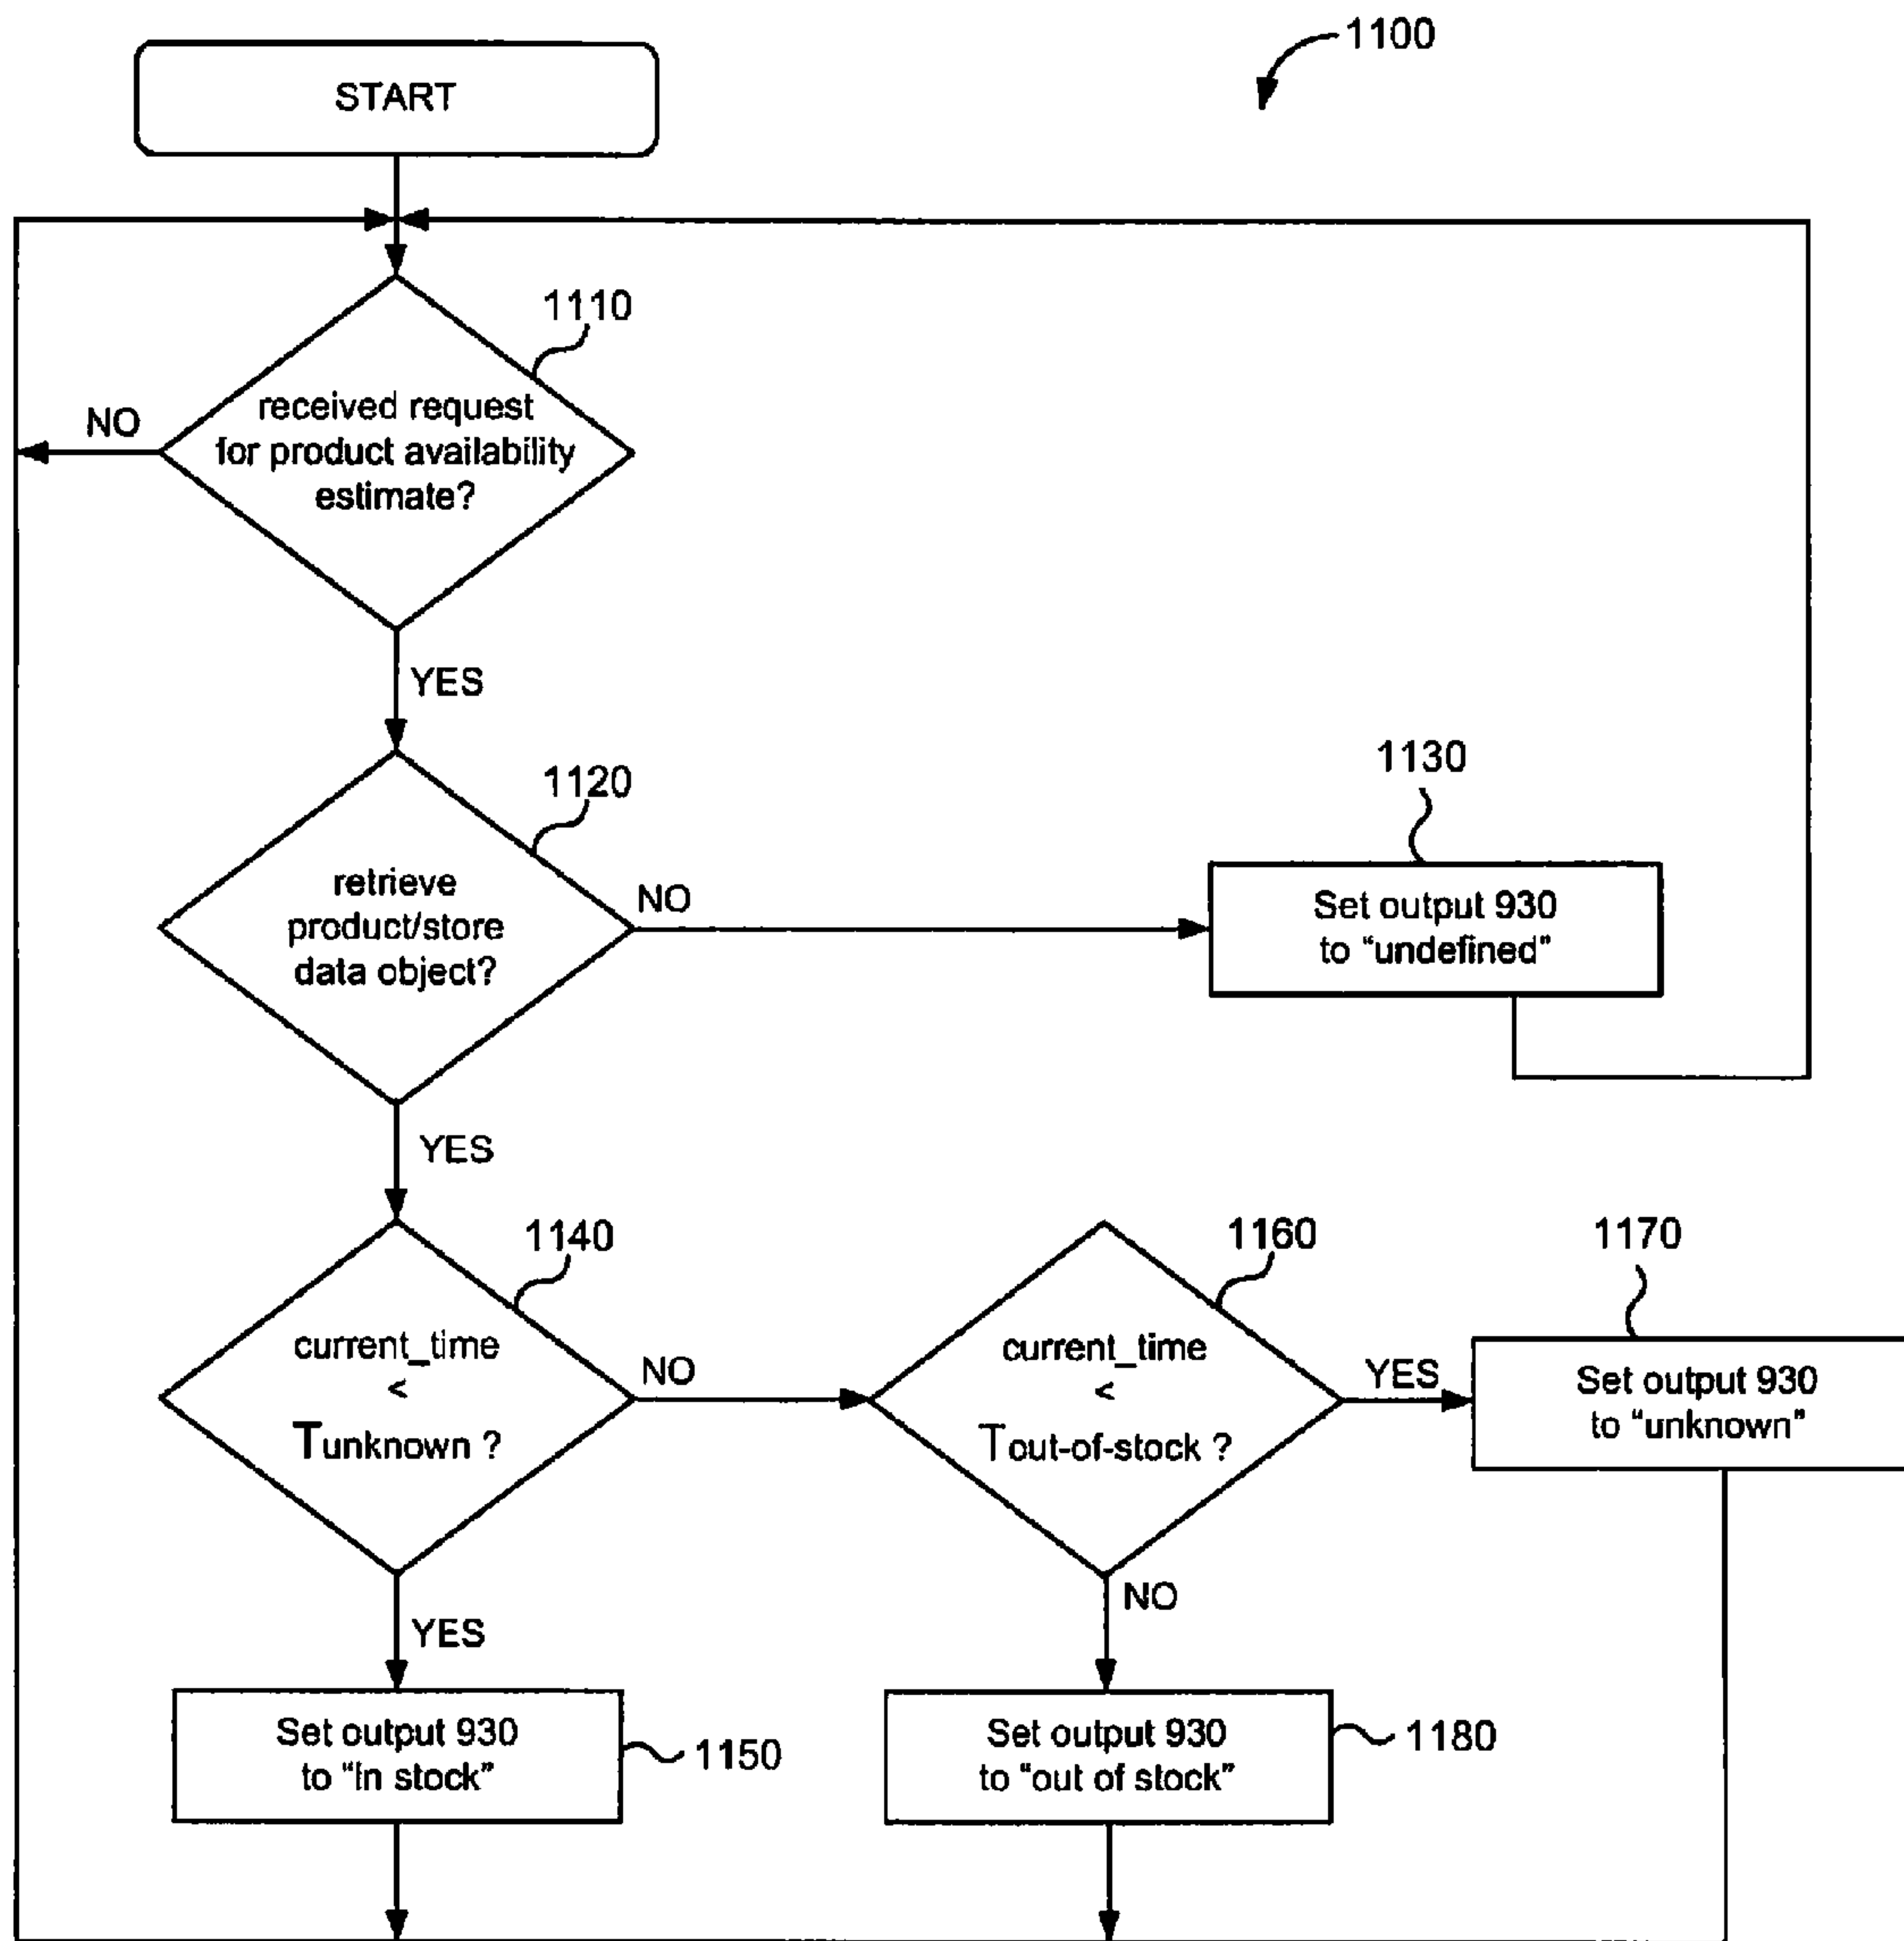 1100
START
1110
received request
for product availability
estimate?
NO
YES
1120
retrieve
product/store
data object?
NO
1130
Set output 930
to “undefined”
YES
1140
current_time
<
Tunknown ?
NO
1160
current_time
<
Tout-of-stock ?
YES
1170
Set output 930
to “unknown”
YES
NO
Set output 930
to “In stock”
1150
Set output 930
to “out of stock”
1180